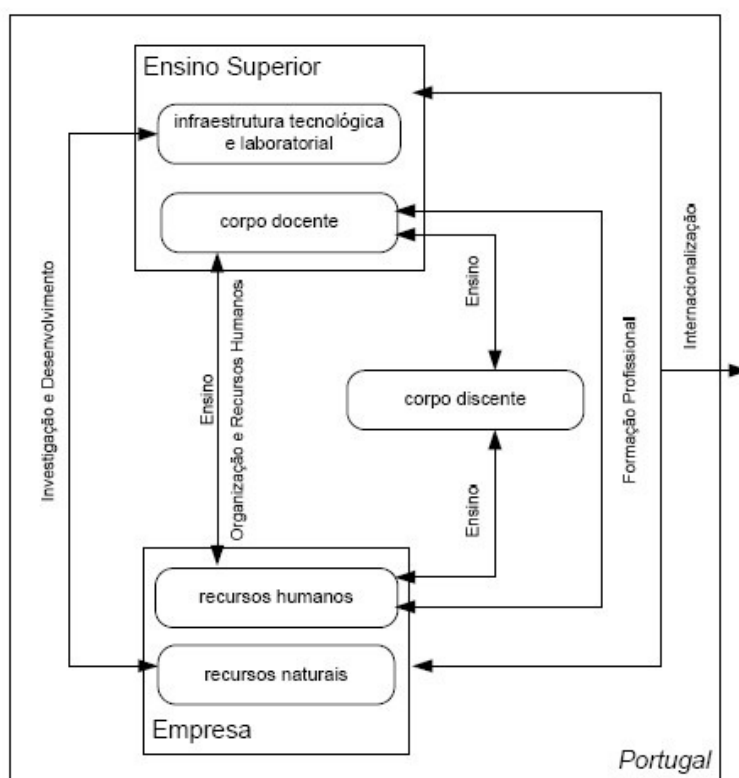 Ensino Superior
infraestrutura tecnológica
e laboratorial
corpo docente
Investigação e Desenvolvimento
Ensino
Organização e Recursos Humanos
Ensino
corpo discente
Ensino
Formação Profissional
Internacionalização
recursos humanos
recursos naturais
Empresa
Portugal